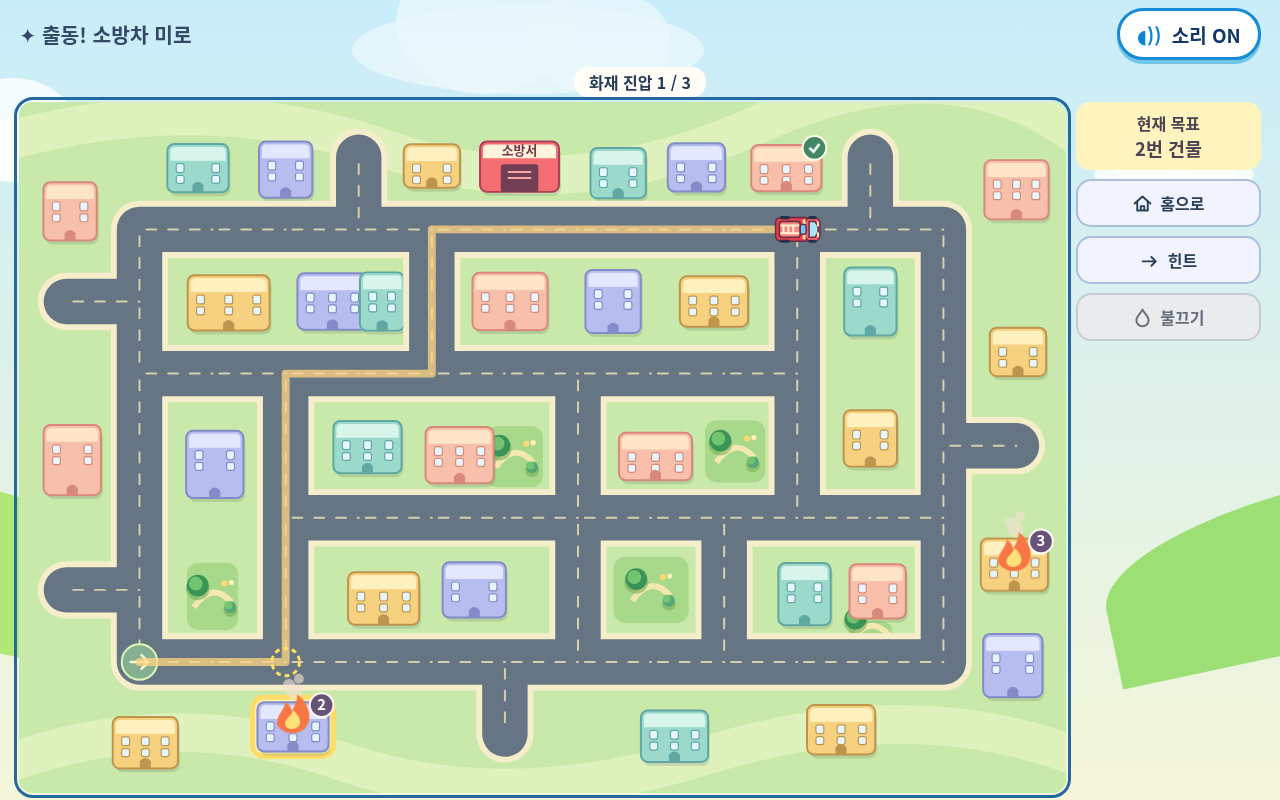 ✦ 출동! 소방차 미로
소리 ON
화재 진압 1 / 3
현재 목표
2번 건물
홈으로
→ 힌트
불끄기
소방서
3
2